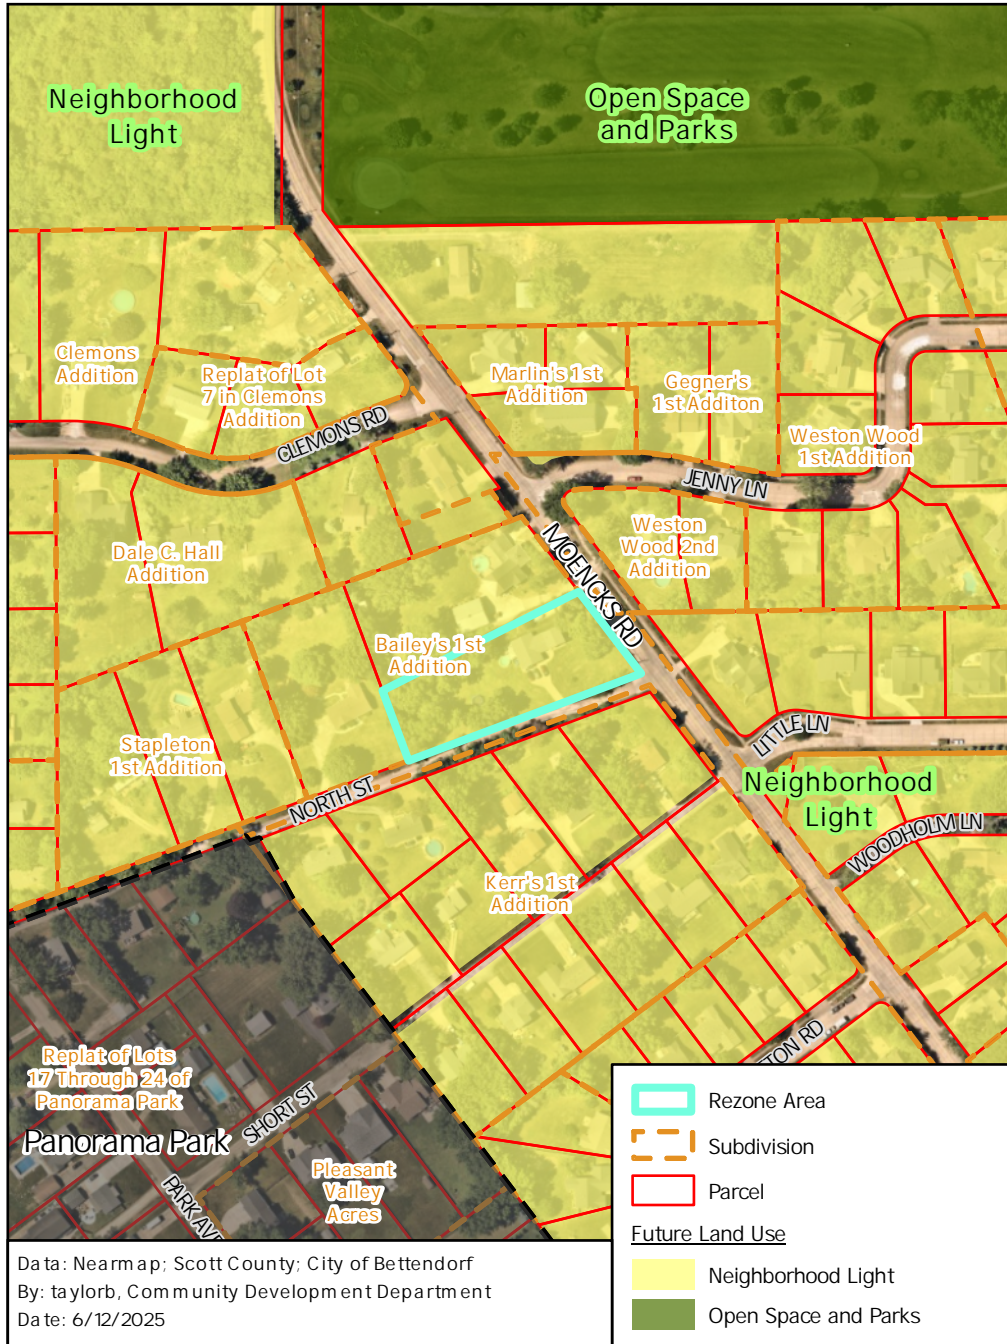 Neighborhood
Light
Open Space
and Parks
Clemons
Addition
Replat of Lot
7 in Clemons
Addition
Marlin's 1st
Addition
Gegner's
1st Additon
Weston Wood
1st Addition
CLEMONS RD
JENNY LN
Weston
Wood 2nd
Addition
Dale C. Hall
Addition
MOENCKS RD
Bailey's 1st
Addition
Stapleton
1st Addition
LITTLE LN
NORTH ST
Neighborhood
Light
WOODHOLM LN
Kerr's 1st
Addition
TON RD
Replat of Lots
17 Through 24 of
Panorama Park
Panorama Park
SHORT ST
PARK AVE
Pleasant
Valley
Acres
Rezone Area
Subdivision
Parcel
Future Land Use
Neighborhood Light
Open Space and Parks
Data: Nearmap; Scott County; City of Bettendorf
By: taylorb, Community Development Department
Date: 6/12/2025